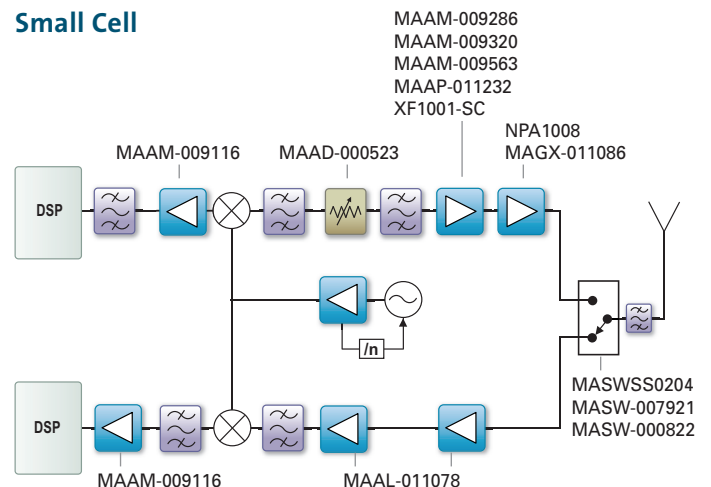 Small Cell
MAAM-009286
MAAM-009320
MAAM-009563
MAAP-011232
XF1001-SC
NPA1008
MAGX-011086
MAAM-009116
MAAD-000523
DSP
/n
MASWSS0204
MASW-007921
MASW-000822
DSP
MAAM-009116
MAAL-011078